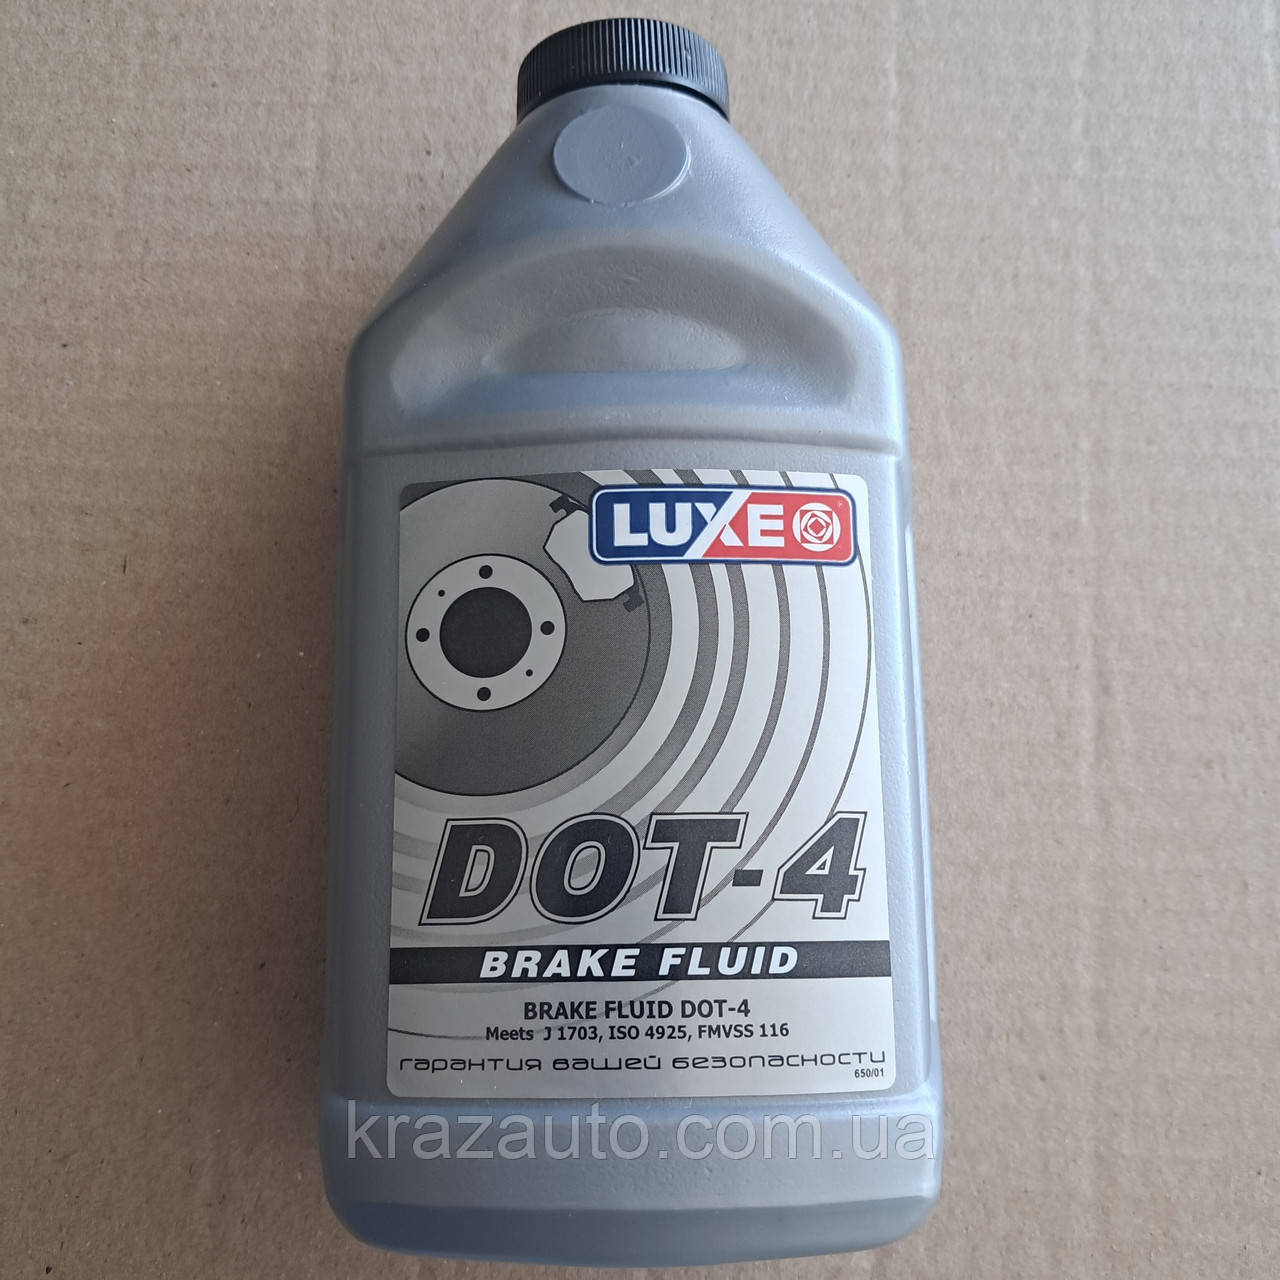 LUXE
DOT-4
BRAKE FLUID
BRAKE FLUID DOT-4
Meets J 1703, ISO 4925, FMVSS 116
гарантия вашей безопасности
650/01
krazauto.com.ua